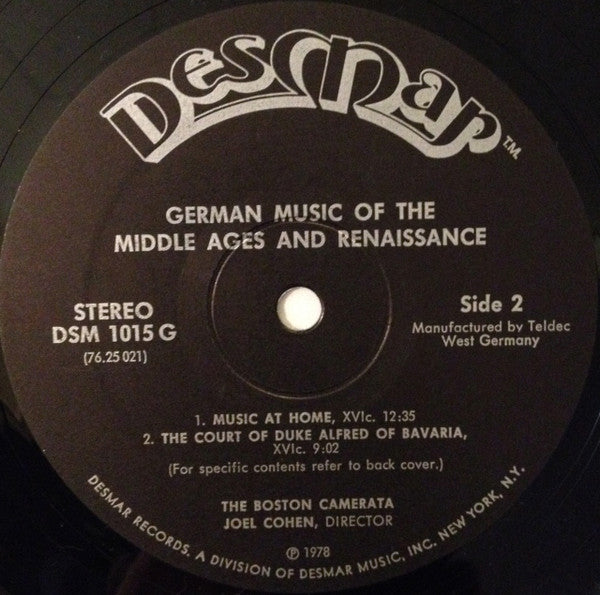 Desmar T.M.
GERMAN MUSIC OF THE
MIDDLE AGES AND RENAISSANCE
STEREO
DSM 1015 G
(76.25 021)
Side 2
Manufactured by Teldec
West Germany
1. MUSIC AT HOME, XVIc. 12:35
2. THE COURT OF DUKE ALFRED OF BAVARIA,
XVIc. 9:02
(For specific contents refer to back cover.)
THE BOSTON CAMERATA
JOEL COHEN, DIRECTOR
℗ 1978
DESMAR RECORDS. A DIVISION OF DESMAR MUSIC, INC. NEW YORK, N.Y.